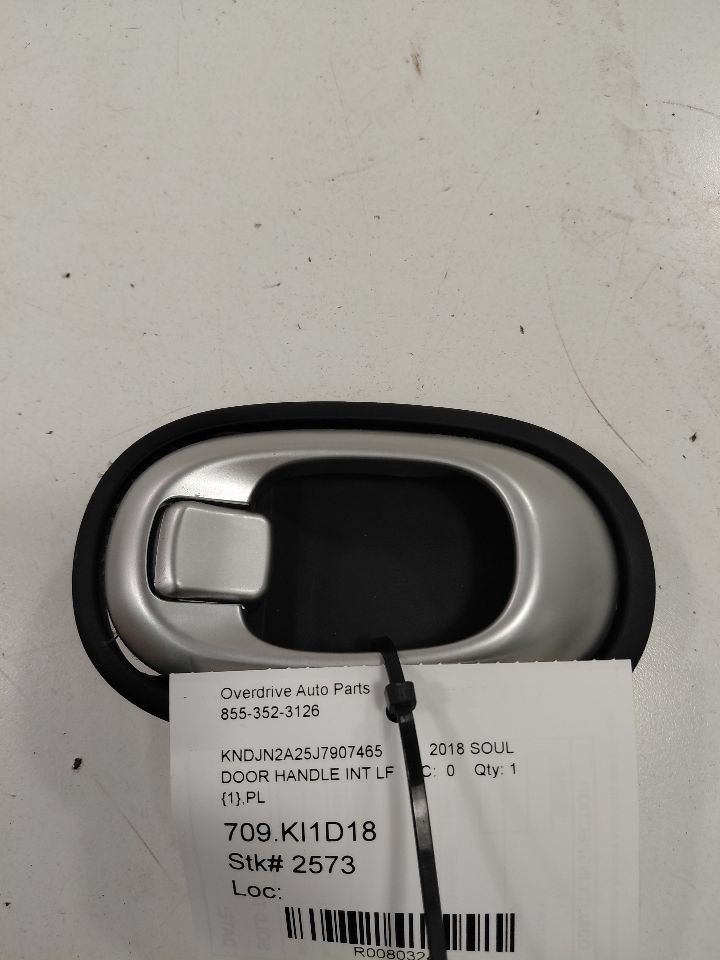 Overdrive Auto Parts
855-352-3126
KNDJN2A25J7907465 2018 SOUL
DOOR HANDLE INT LF C: 0 Qty: 1
{1},PL
709.KI1D18
Stk# 2573
Loc: